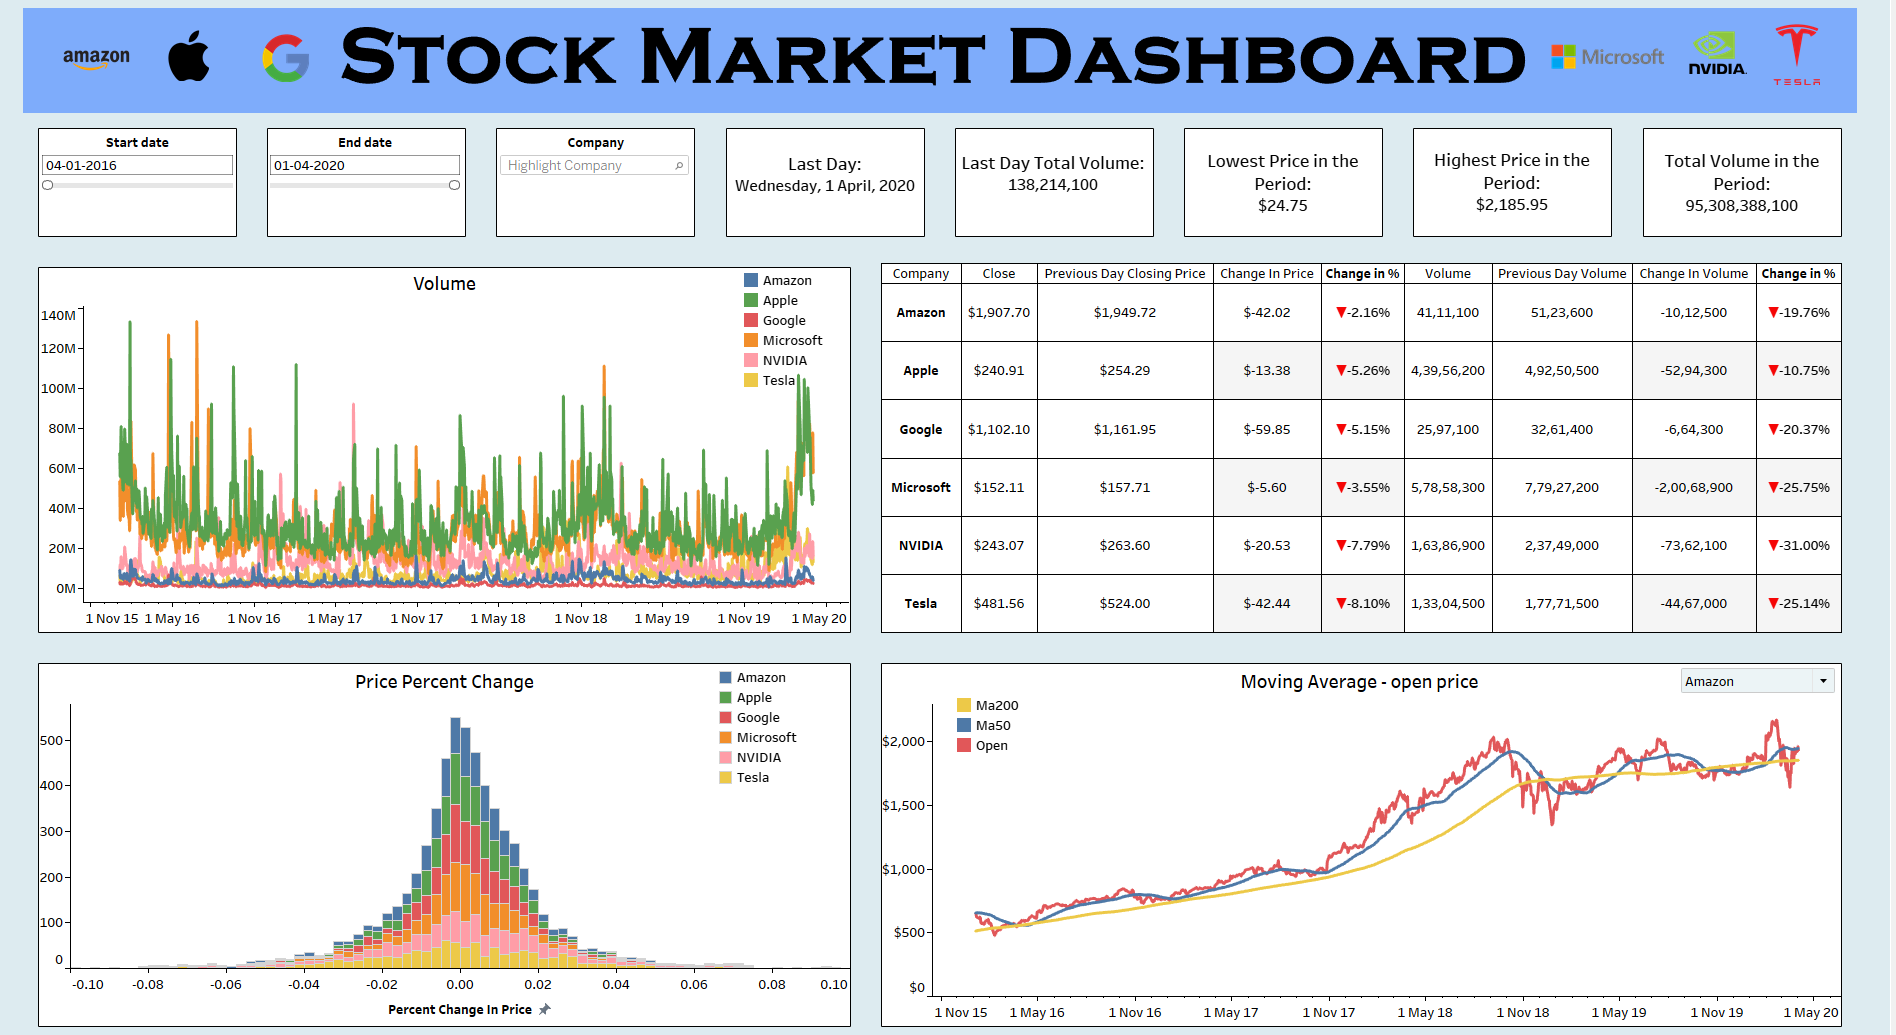 amazon
STOCK MARKET DASHBOARD
Microsoft
NVIDIA.
TESLA
Start date
04-01-2016
End date
01-04-2020
Company
Highlight Company
Last Day:
Wednesday, 1 April, 2020
Last Day Total Volume:
138,214,100
Lowest Price in the
Period:
$24.75
Highest Price in the
Period:
$2,185.95
Total Volume in the
Period:
95,308,388,100
Volume
Amazon
Apple
Google
Microsoft
NVIDIA
Tesla
140M
120M
100M
80M
60M
40M
20M
0M
1 Nov 15 1 May 16 1 Nov 16 1 May 17 1 Nov 17 1 May 18 1 Nov 18 1 May 19 1 Nov 19 1 May 20
Company Close Previous Day Closing Price Change In Price Change in % Volume Previous Day Volume Change In Volume Change in %
Amazon $1,907.70 $1,949.72 $-42.02 ▼-2.16% 41,11,100 51,23,600 -10,12,500 ▼-19.76%
Apple $240.91 $254.29 $-13.38 ▼-5.26% 4,39,56,200 4,92,50,500 -52,94,300 ▼-10.75%
Google $1,102.10 $1,161.95 $-59.85 ▼-5.15% 25,97,100 32,61,400 -6,64,300 ▼-20.37%
Microsoft $152.11 $157.71 $-5.60 ▼-3.55% 5,78,58,300 7,79,27,200 -2,00,68,900 ▼-25.75%
NVIDIA $243.07 $263.60 $-20.53 ▼-7.79% 1,63,86,900 2,37,49,000 -73,62,100 ▼-31.00%
Tesla $481.56 $524.00 $-42.44 ▼-8.10% 1,33,04,500 1,77,71,500 -44,67,000 ▼-25.14%
Price Percent Change
Amazon
Apple
Google
Microsoft
NVIDIA
Tesla
500
400
300
200
100
0
-0.10 -0.08 -0.06 -0.04 -0.02 0.00 0.02 0.04 0.06 0.08 0.10
Percent Change In Price
Moving Average - open price
Amazon
Ma200
Ma50
Open
$2,000
$1,500
$1,000
$500
$0
1 Nov 15 1 May 16 1 Nov 16 1 May 17 1 Nov 17 1 May 18 1 Nov 18 1 May 19 1 Nov 19 1 May 20